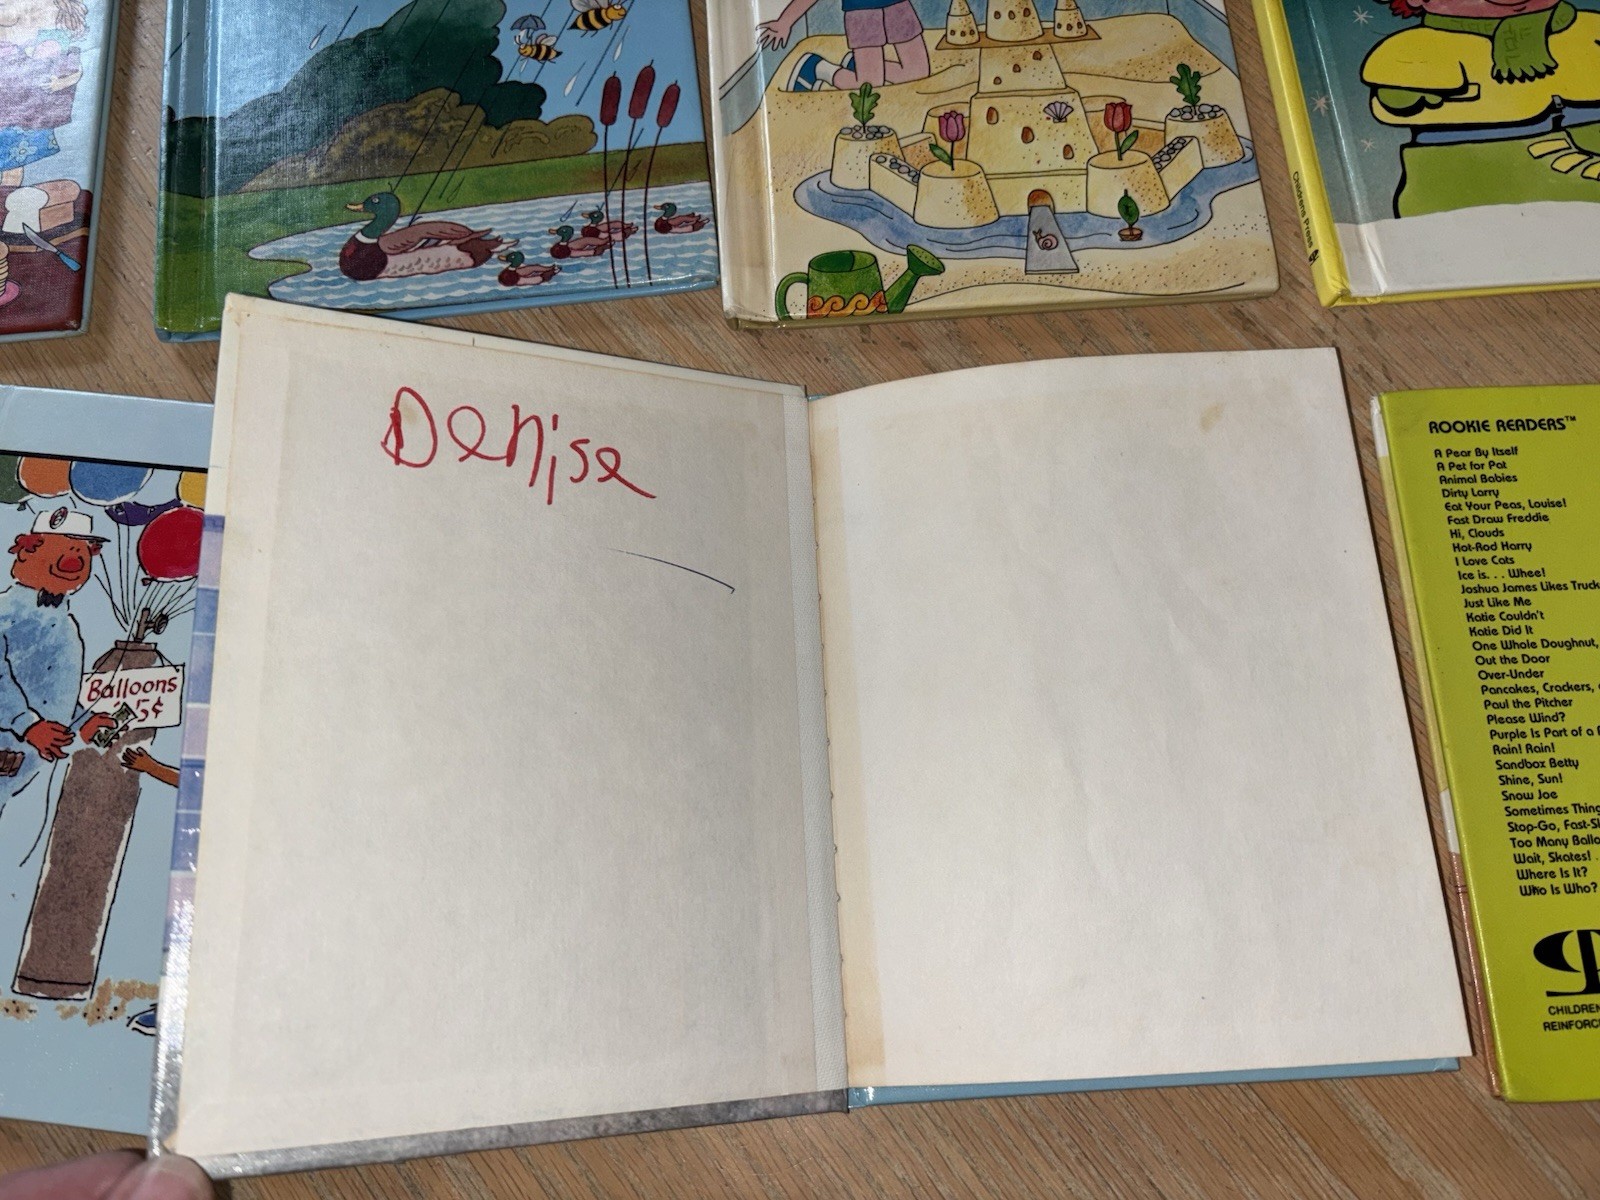 Denise
Childrens Press
Balloons
5¢
ROOKIE READERS™
A Pear By Itself
A Pet for Pat
Animal Babies
Dirty Larry
Eat Your Peas, Louise!
Fast Draw Freddie
Hi, Clouds
Hot-Rod Harry
I Love Cats
Ice is. . . Whee!
Joshua James Likes Truck
Just Like Me
Katie Couldn't
Katie Did It
One Whole Doughnut,
Out the Door
Over-Under
Pancakes, Crackers,
Paul the Pitcher
Please Wind?
Purple Is Part of a
Rain! Rain!
Sandbox Betty
Shine, Sun!
Snow Joe
Sometimes Thing
Stop-Go, Fast-Sl
Too Many Ballo
Wait, Skates!
Where Is It?
Who Is Who?
CHILDREN
REINFORC